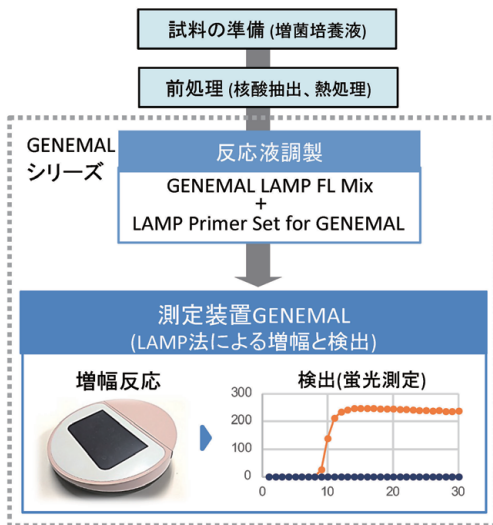 試料の準備 (増菌培養液)
前処理 (核酸抽出、熱処理)
GENEMAL
シリーズ
反応液調製
GENEMAL LAMP FL Mix
+
LAMP Primer Set for GENEMAL
測定装置GENEMAL
(LAMP法による増幅と検出)
増幅反応
検出(蛍光測定)
300
200
100
0
0 10 20 30